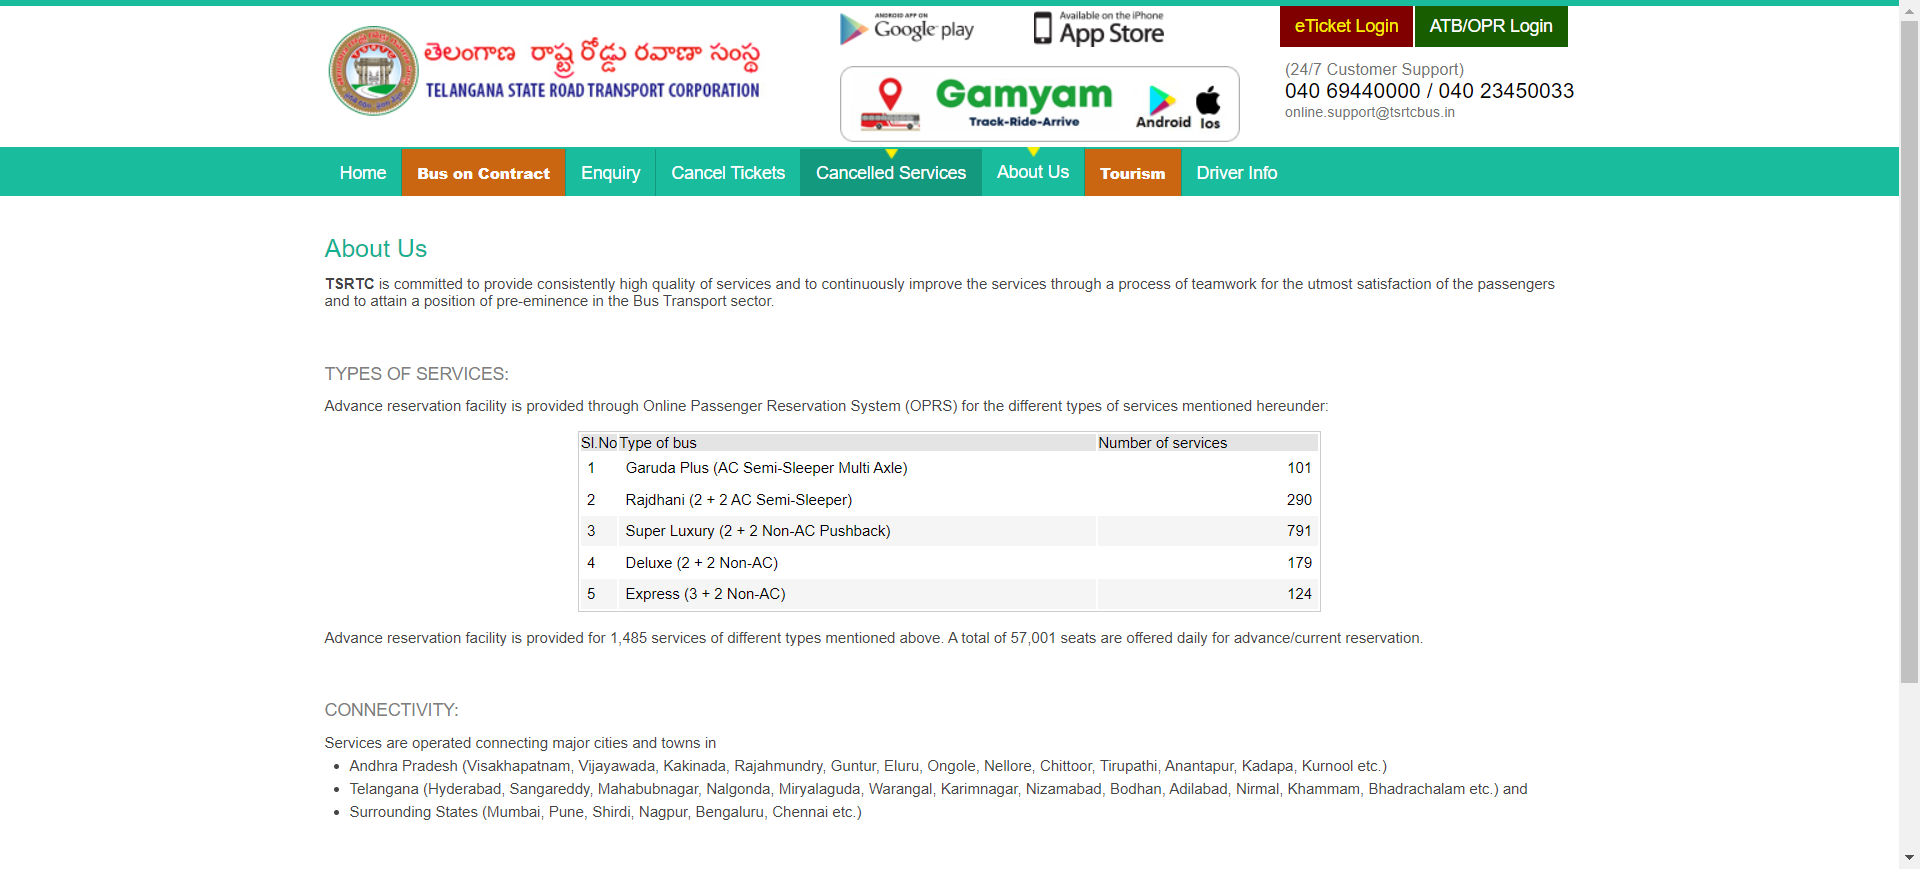 తెలంగాణ రాష్ట్ర రోడ్డు రవాణా సంస్థ
TELANGANA STATE ROAD TRANSPORT CORPORATION
ANDROID APP ON
Google play
Available on the iPhone
App Store
Gamyam
Track-Ride-Arrive
Android Ios
eTicket Login
ATB/OPR Login
(24/7 Customer Support)
040 69440000 / 040 23450033
online.support@tsrtcbus.in
Home Bus on Contract Enquiry Cancel Tickets Cancelled Services About Us Tourism Driver Info
About Us
TSRTC is committed to provide consistently high quality of services and to continuously improve the services through a process of teamwork for the utmost satisfaction of the passengers
and to attain a position of pre-eminence in the Bus Transport sector.
TYPES OF SERVICES:
Advance reservation facility is provided through Online Passenger Reservation System (OPRS) for the different types of services mentioned hereunder:
Sl.No Type of bus Number of services
1 Garuda Plus (AC Semi-Sleeper Multi Axle) 101
2 Rajdhani (2 + 2 AC Semi-Sleeper) 290
3 Super Luxury (2 + 2 Non-AC Pushback) 791
4 Deluxe (2 + 2 Non-AC) 179
5 Express (3 + 2 Non-AC) 124
Advance reservation facility is provided for 1,485 services of different types mentioned above. A total of 57,001 seats are offered daily for advance/current reservation.
CONNECTIVITY:
Services are operated connecting major cities and towns in
• Andhra Pradesh (Visakhapatnam, Vijayawada, Kakinada, Rajahmundry, Guntur, Eluru, Ongole, Nellore, Chittoor, Tirupathi, Anantapur, Kadapa, Kurnool etc.)
• Telangana (Hyderabad, Sangareddy, Mahabubnagar, Nalgonda, Miryalaguda, Warangal, Karimnagar, Nizamabad, Bodhan, Adilabad, Nirmal, Khammam, Bhadrachalam etc.) and
• Surrounding States (Mumbai, Pune, Shirdi, Nagpur, Bengaluru, Chennai etc.)